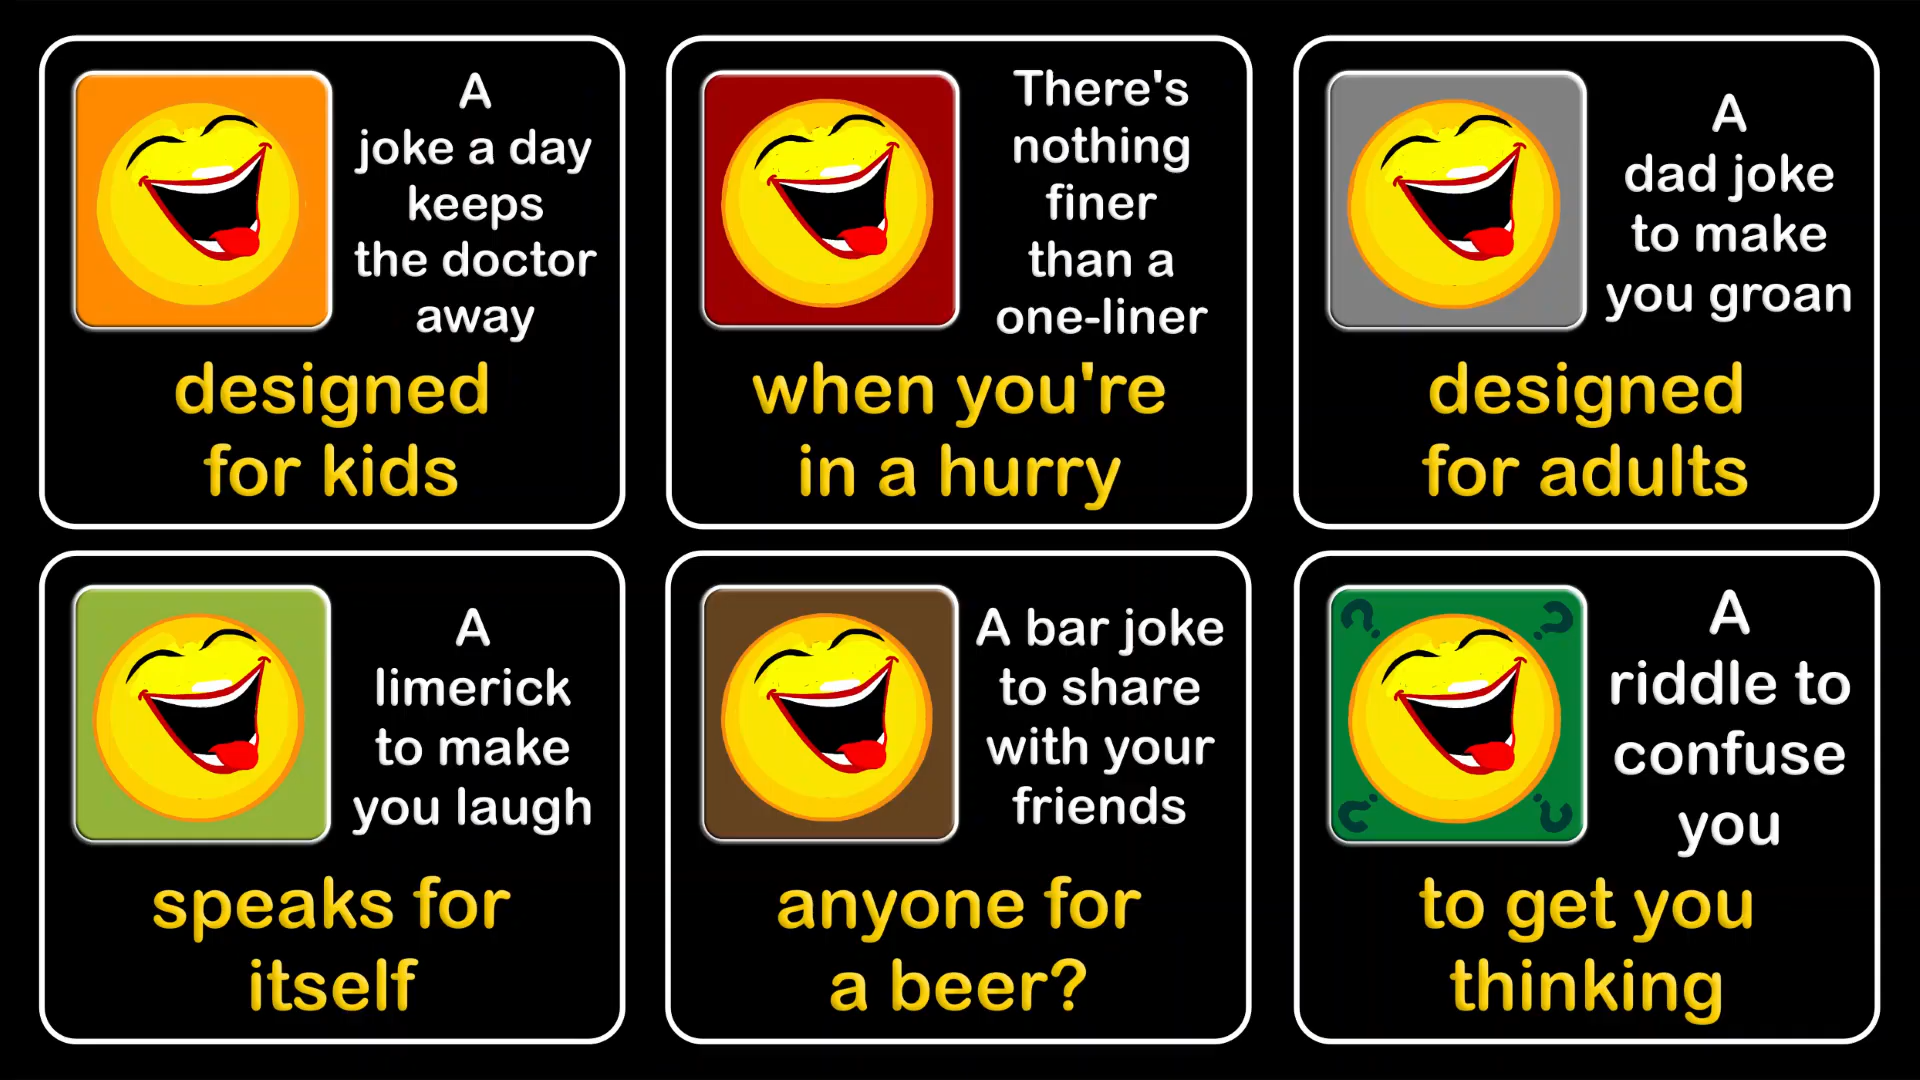 A
joke a day
keeps
the doctor
away
designed
for kids
There's
nothing
finer
than a
one-liner
when you're
in a hurry
A
dad joke
to make
you groan
designed
for adults
A
limerick
to make
you laugh
speaks for
itself
A bar joke
to share
with your
friends
anyone for
a beer?
? ?
? ?
A
riddle to
confuse
you
to get you
thinking